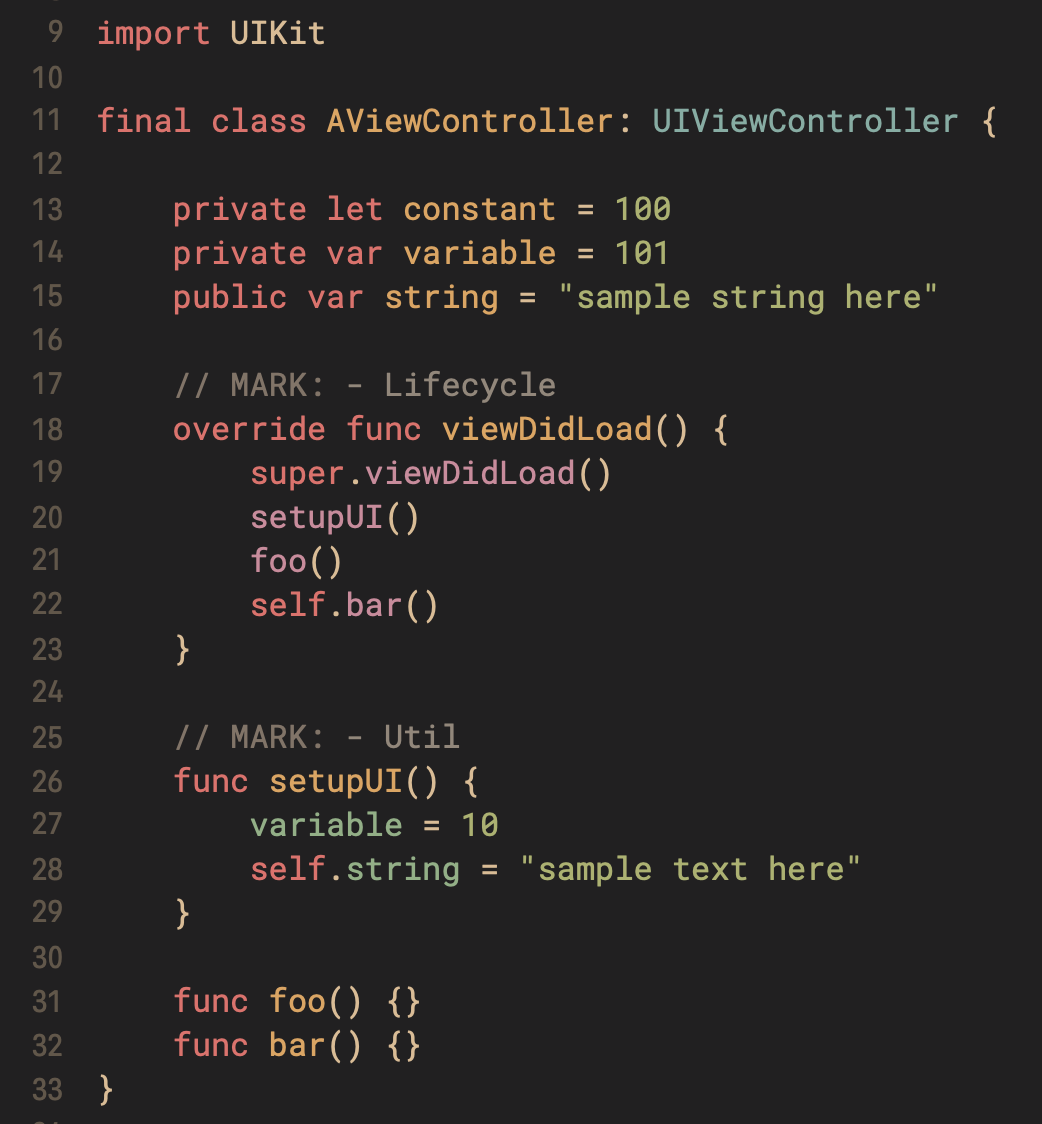 9 import UIKit
10
11 final class AViewController: UIViewController {
12
13     private let constant = 100
14     private var variable = 101
15     public var string = "sample string here"
16
17     // MARK: - Lifecycle
18     override func viewDidLoad() {
19         super.viewDidLoad()
20         setupUI()
21         foo()
22         self.bar()
23     }
24
25     // MARK: - Util
26     func setupUI() {
27         variable = 10
28         self.string = "sample text here"
29     }
30
31     func foo() {}
32     func bar() {}
33 }